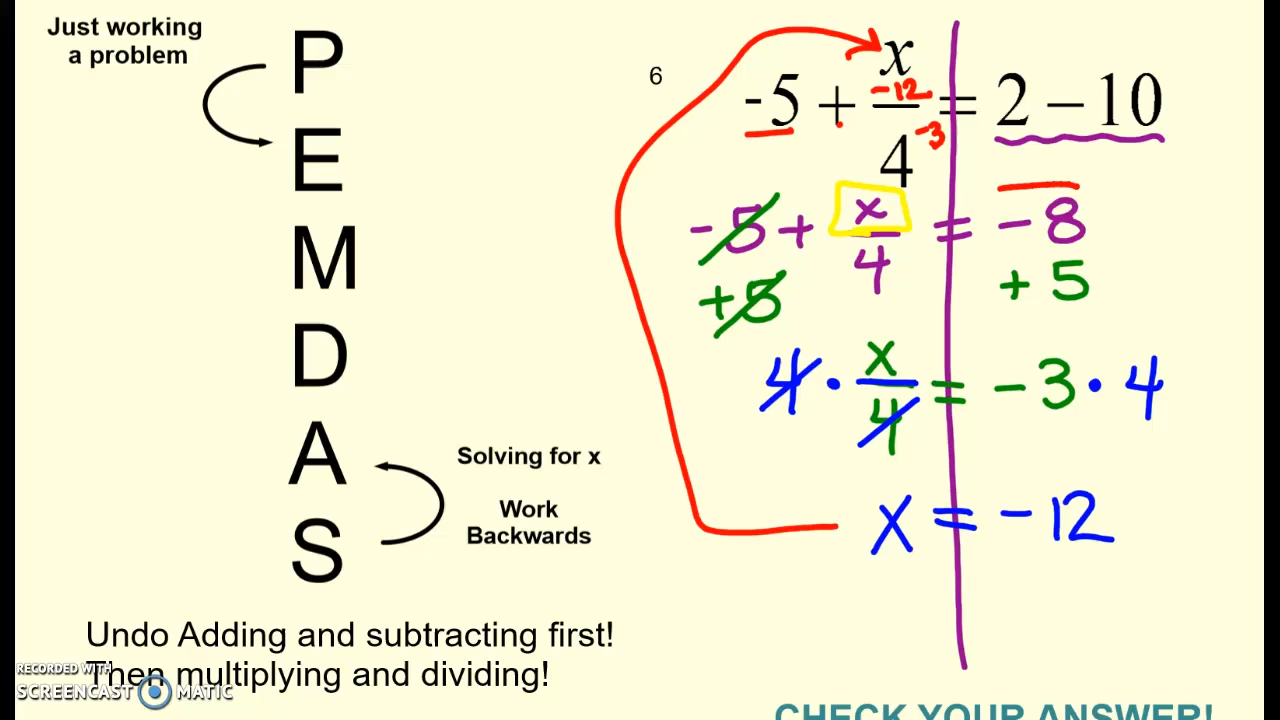 Just working
a problem
P
E
M
D
A
S
Solving for x
Work
Backwards
Undo Adding and subtracting first!
Then multiplying and dividing!
RECORDED WITH
SCREENCAST MATIC
6
-5 + x/4 = 2 − 10
-12
-3
-5 + x/4 = -8
+5 +5
4 · x/4 = -3 · 4
x = -12
CHECK YOUR ANSWER!